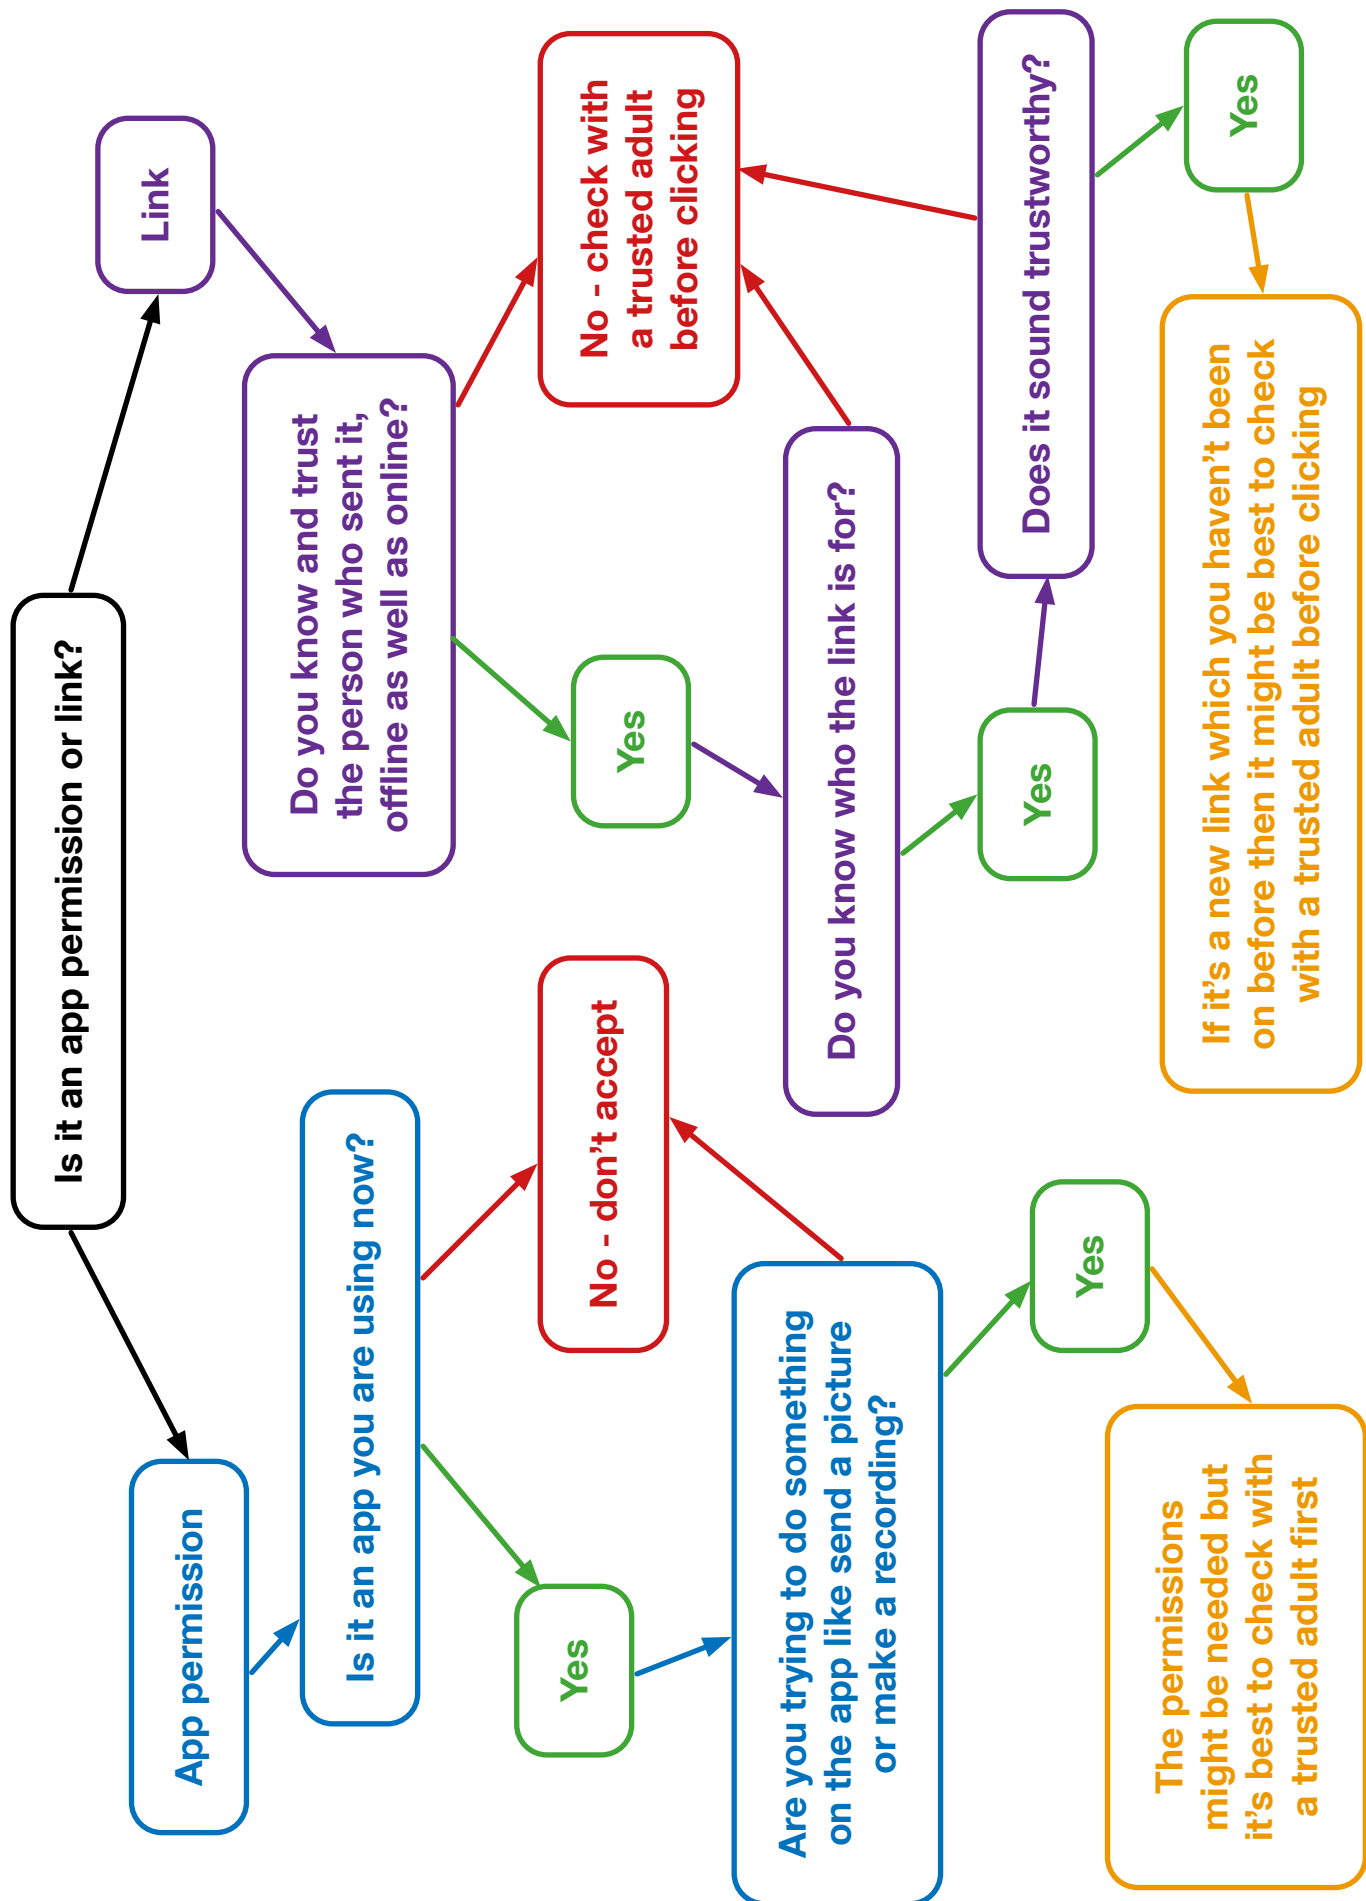 Is it an app permission or link?
App permission
Link
Is it an app you are using now?
Do you know and trust
the person who sent it,
offline as well as online?
Yes
No - don't accept
Yes
No - check with
a trusted adult
before clicking
Are you trying to do something
on the app like send a picture
or make a recording?
Do you know who the link is for?
Yes
Yes
Does it sound trustworthy?
Yes
The permissions
might be needed but
it's best to check with
a trusted adult first
If it's a new link which you haven't been
on before then it might be best to check
with a trusted adult before clicking